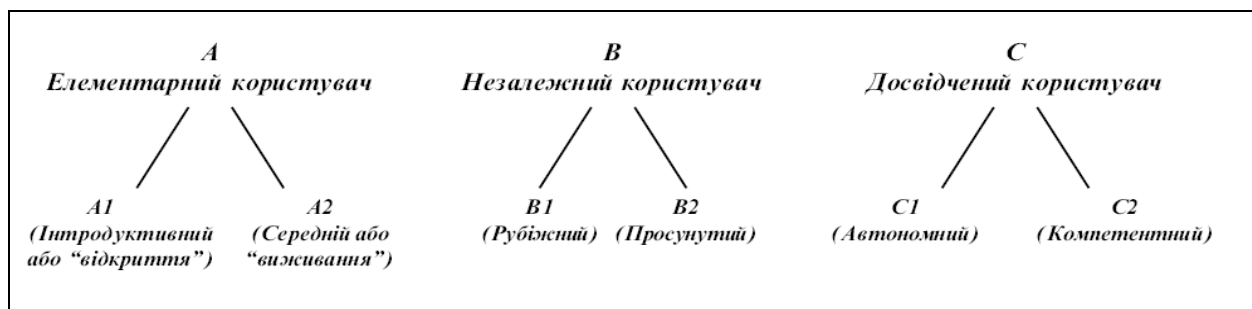 A
Елементарний користувач
B
Незалежний користувач
C
Досвідчений користувач
A1
(Інтродуктивний
або “відкриття”)
A2
(Середній або
“виживання”)
B1
(Рубіжний)
B2
(Просунутий)
C1
(Автономний)
C2
(Компетентний)